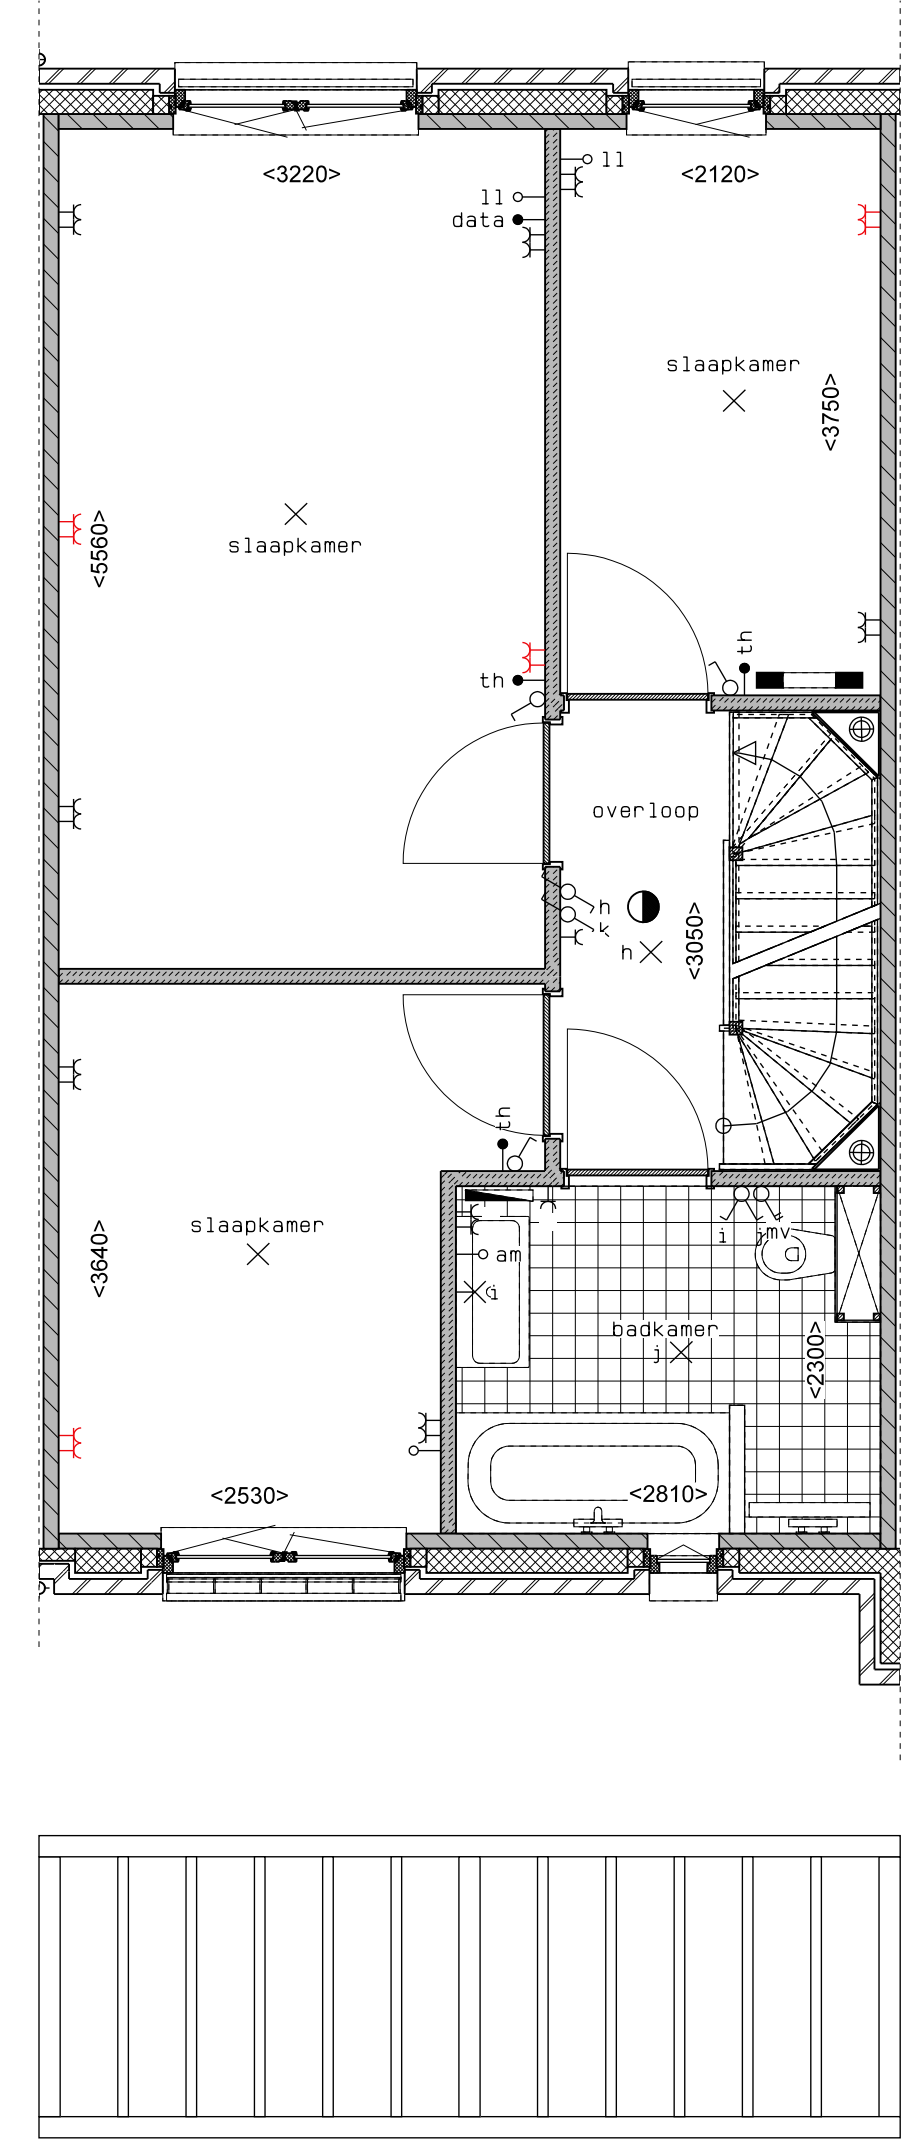 <3220>
<2120>
ll
ll
data
slaapkamer
<3750>
slaapkamer
<5560>
th
th
overloop
h
k
h
<3050>
th
slaapkamer
<3640>
i
jmv
am
i
badkamer
j
<2300>
<2530>
<2810>